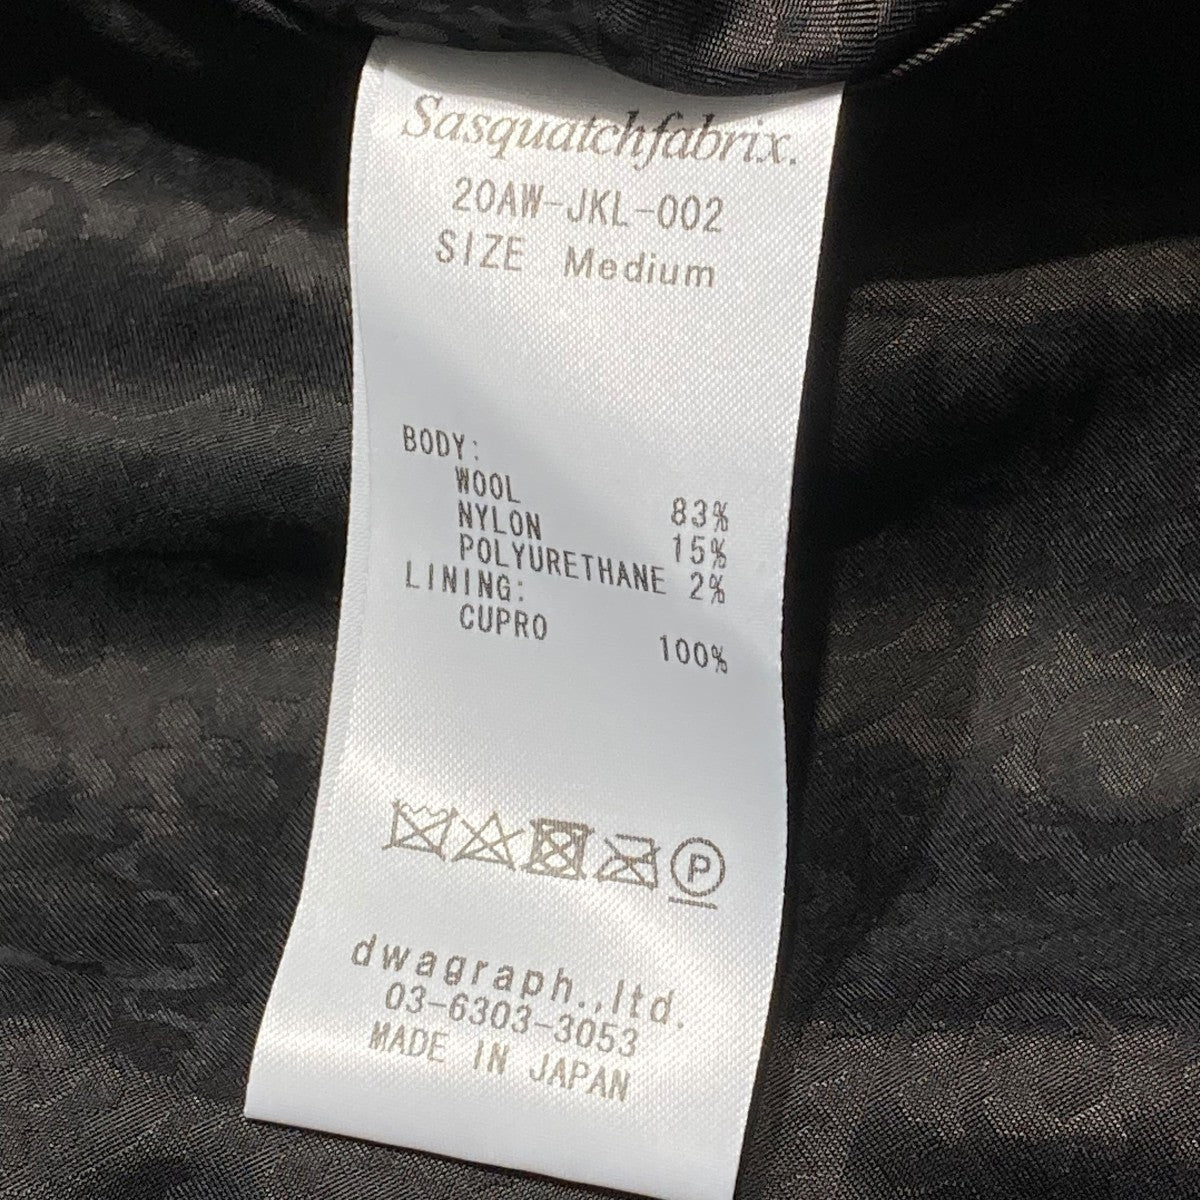 Sasquatchfabrix.
20AW-JKL-002
SIZE Medium
BODY:
WOOL 83%
NYLON 15%
POLYURETHANE 2%
LINING:
CUPRO 100%
P
dwagraph.,ltd.
03-6303-3053
MADE IN JAPAN